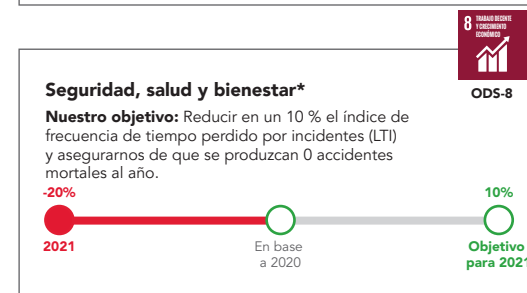 8 TRABAJO DECENTE
Y CRECIMIENTO
ECONÓMICO
ODS-8
Seguridad, salud y bienestar*
Nuestro objetivo: Reducir en un 10 % el índice de
frecuencia de tiempo perdido por incidentes (LTI)
y asegurarnos de que se produzcan 0 accidentes
mortales al año.
-20%
10%
2021
En base
a 2020
Objetivo
para 2021